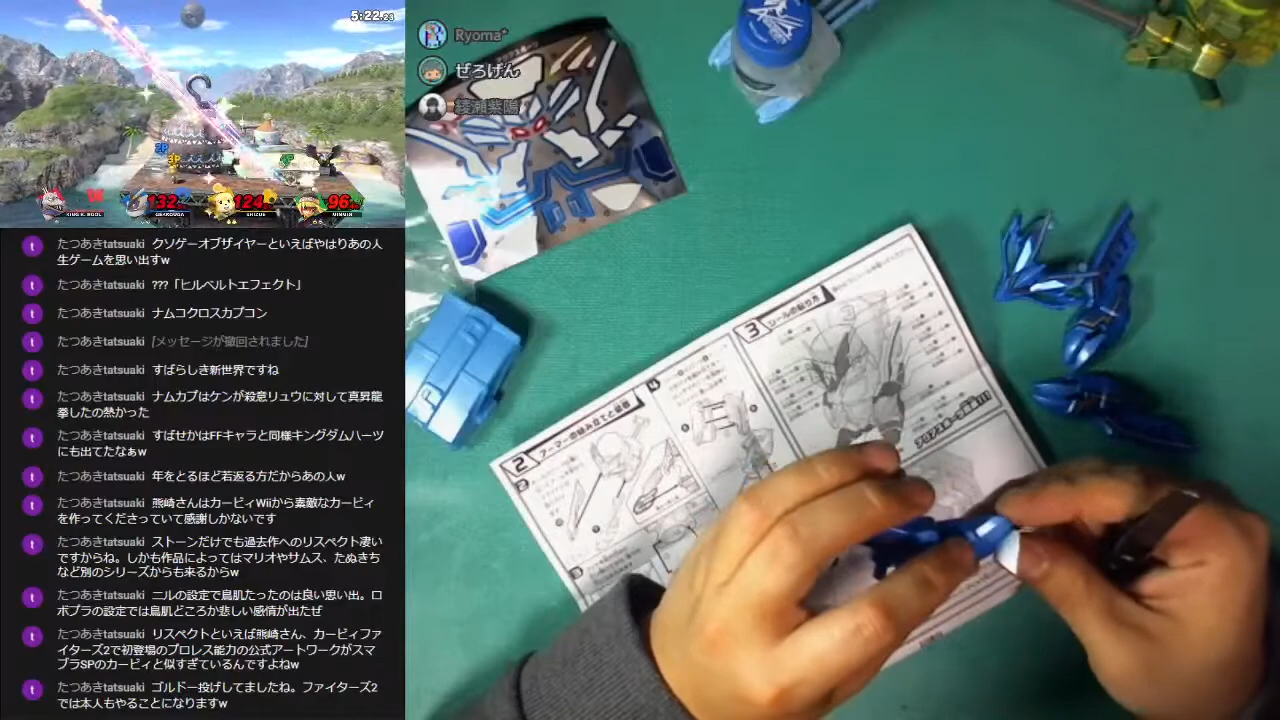 5:22.23
2P
3P
4P
132
124
96
KING K. ROOL
Ryoma*
ぜろげん
綾瀬紫陽
たつあきtatsuaki クソゲーオブザイヤーといえばやはりあの人
生ゲームを思い出すw
たつあきtatsuaki ???「ヒルベルトエフェクト」
たつあきtatsuaki ナムコクロスカプコン
たつあきtatsuaki [メッセージが撤回されました]
たつあきtatsuaki すばらしき新世界ですね
たつあきtatsuaki ナムカプはケンが殺意リュウに対して真昇龍
拳したの熱かった
たつあきtatsuaki すばせかはFFキャラと同様キングダムハーツ
にも出てたなぁw
たつあきtatsuaki 年をとるほど若返る方だからあの人w
たつあきtatsuaki 熊崎さんはカービィWiiから素敵なカービィ
を作ってくださっていて感謝しかないです
たつあきtatsuaki ストーンだけでも過去作へのリスペクト凄い
ですからね。しかも作品によってはマリオやサムス、たぬきち
など別のシリーズからも来るからw
たつあきtatsuaki ニルの設定で鳥肌たったのは良い思い出。ロ
ボプラの設定では鳥肌どころか悲しい感情が出たぜ
たつあきtatsuaki リスペクトといえば熊崎さん、カービィファ
イターズ2で初登場のプロレス能力の公式アートワークがスマ
ブラSPのカービィと似すぎているんですよねw
たつあきtatsuaki ゴルドー投げしてましたね。ファイターズ2
では本人もやることになりますw
2
アーマーの組み立てと装着
3
シールの貼り方